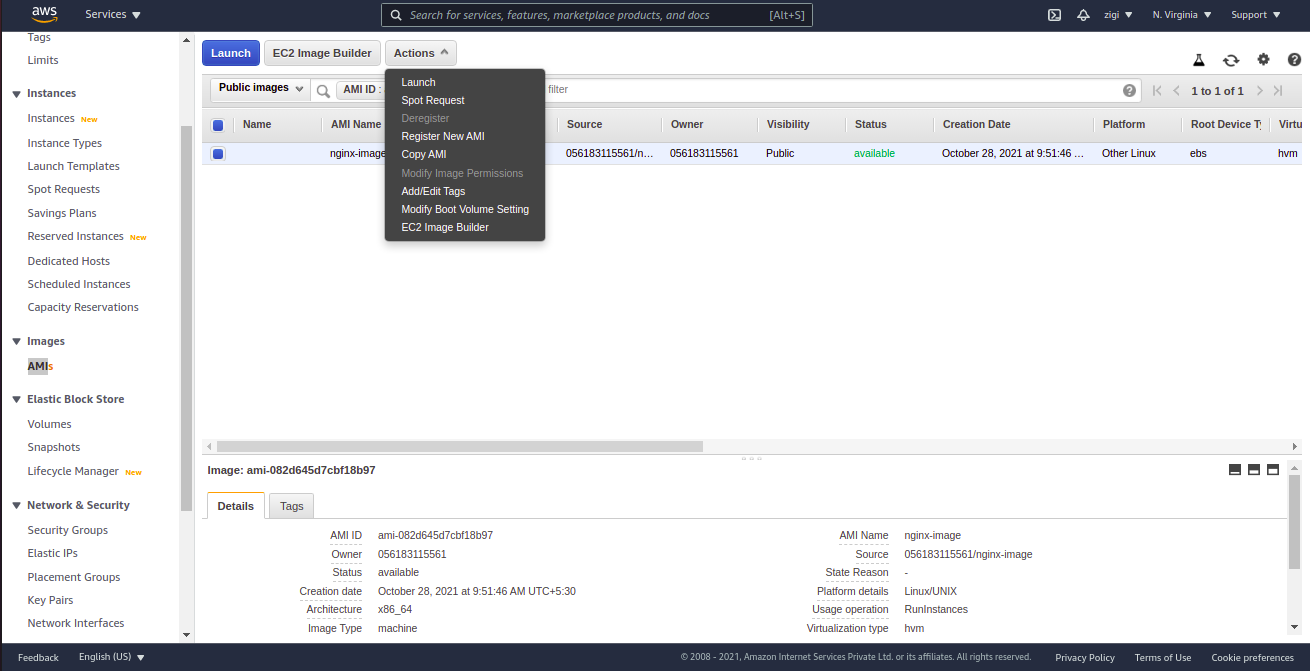 aws Services Search for services, features, marketplace products, and docs [Alt+S] zigi N. Virginia Support
Tags
Limits
Instances
Instances New
Instance Types
Launch Templates
Spot Requests
Savings Plans
Reserved Instances New
Dedicated Hosts
Scheduled Instances
Capacity Reservations
Images
AMIs
Elastic Block Store
Volumes
Snapshots
Lifecycle Manager New
Network & Security
Security Groups
Elastic IPs
Placement Groups
Key Pairs
Network Interfaces
Launch EC2 Image Builder Actions
Public images AMI ID : filter 1 to 1 of 1
Launch
Spot Request
Deregister
Register New AMI
Copy AMI
Modify Image Permissions
Add/Edit Tags
Modify Boot Volume Setting
EC2 Image Builder
Name AMI Name Source Owner Visibility Status Creation Date Platform Root Device Virtu
nginx-image 056183115561/n... 056183115561 Public available October 28, 2021 at 9:51:46 ... Other Linux ebs hvm
Image: ami-082d645d7cbf18b97
Details Tags
AMI ID ami-082d645d7cbf18b97 AMI Name nginx-image
Owner 056183115561 Source 056183115561/nginx-image
Status available State Reason -
Creation date October 28, 2021 at 9:51:46 AM UTC+5:30 Platform details Linux/UNIX
Architecture x86_64 Usage operation RunInstances
Image Type machine Virtualization type hvm
Feedback English (US) © 2008 - 2021, Amazon Internet Services Private Ltd. or its affiliates. All rights reserved. Privacy Policy Terms of Use Cookie preferences